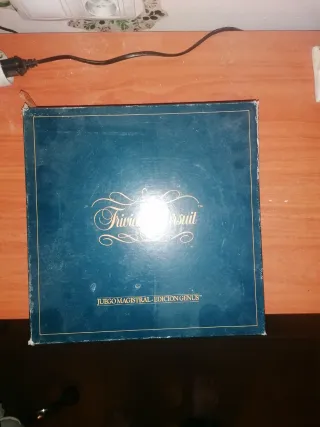 Trivial Pursuit
JUEGO MAGISTRAL - EDICION GENUS